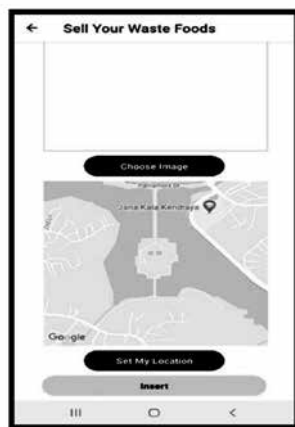 Sell Your Waste Foods
Choose Image
Jana Kala Kendraya
Google
Set My Location
Insert